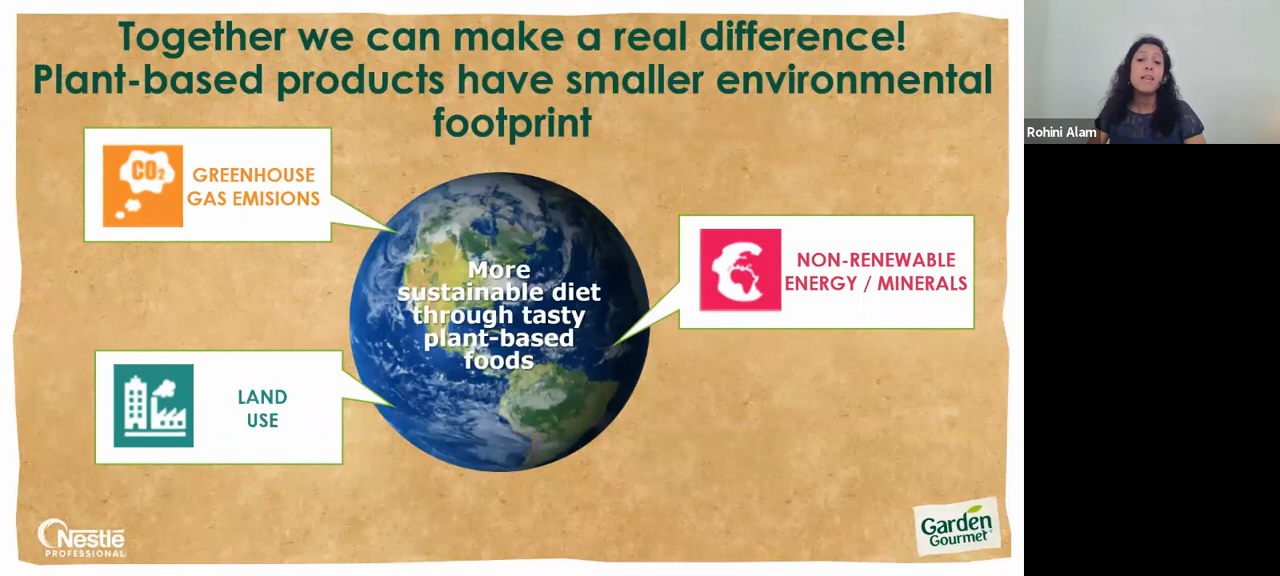 Together we can make a real difference!
Plant-based products have smaller environmental
footprint
CO2
GREENHOUSE
GAS EMISIONS
More
sustainable diet
through tasty
plant-based
foods
NON-RENEWABLE
ENERGY / MINERALS
LAND
USE
Nestlé
PROFESSIONAL
Garden
Gourmet
Rohini Alam